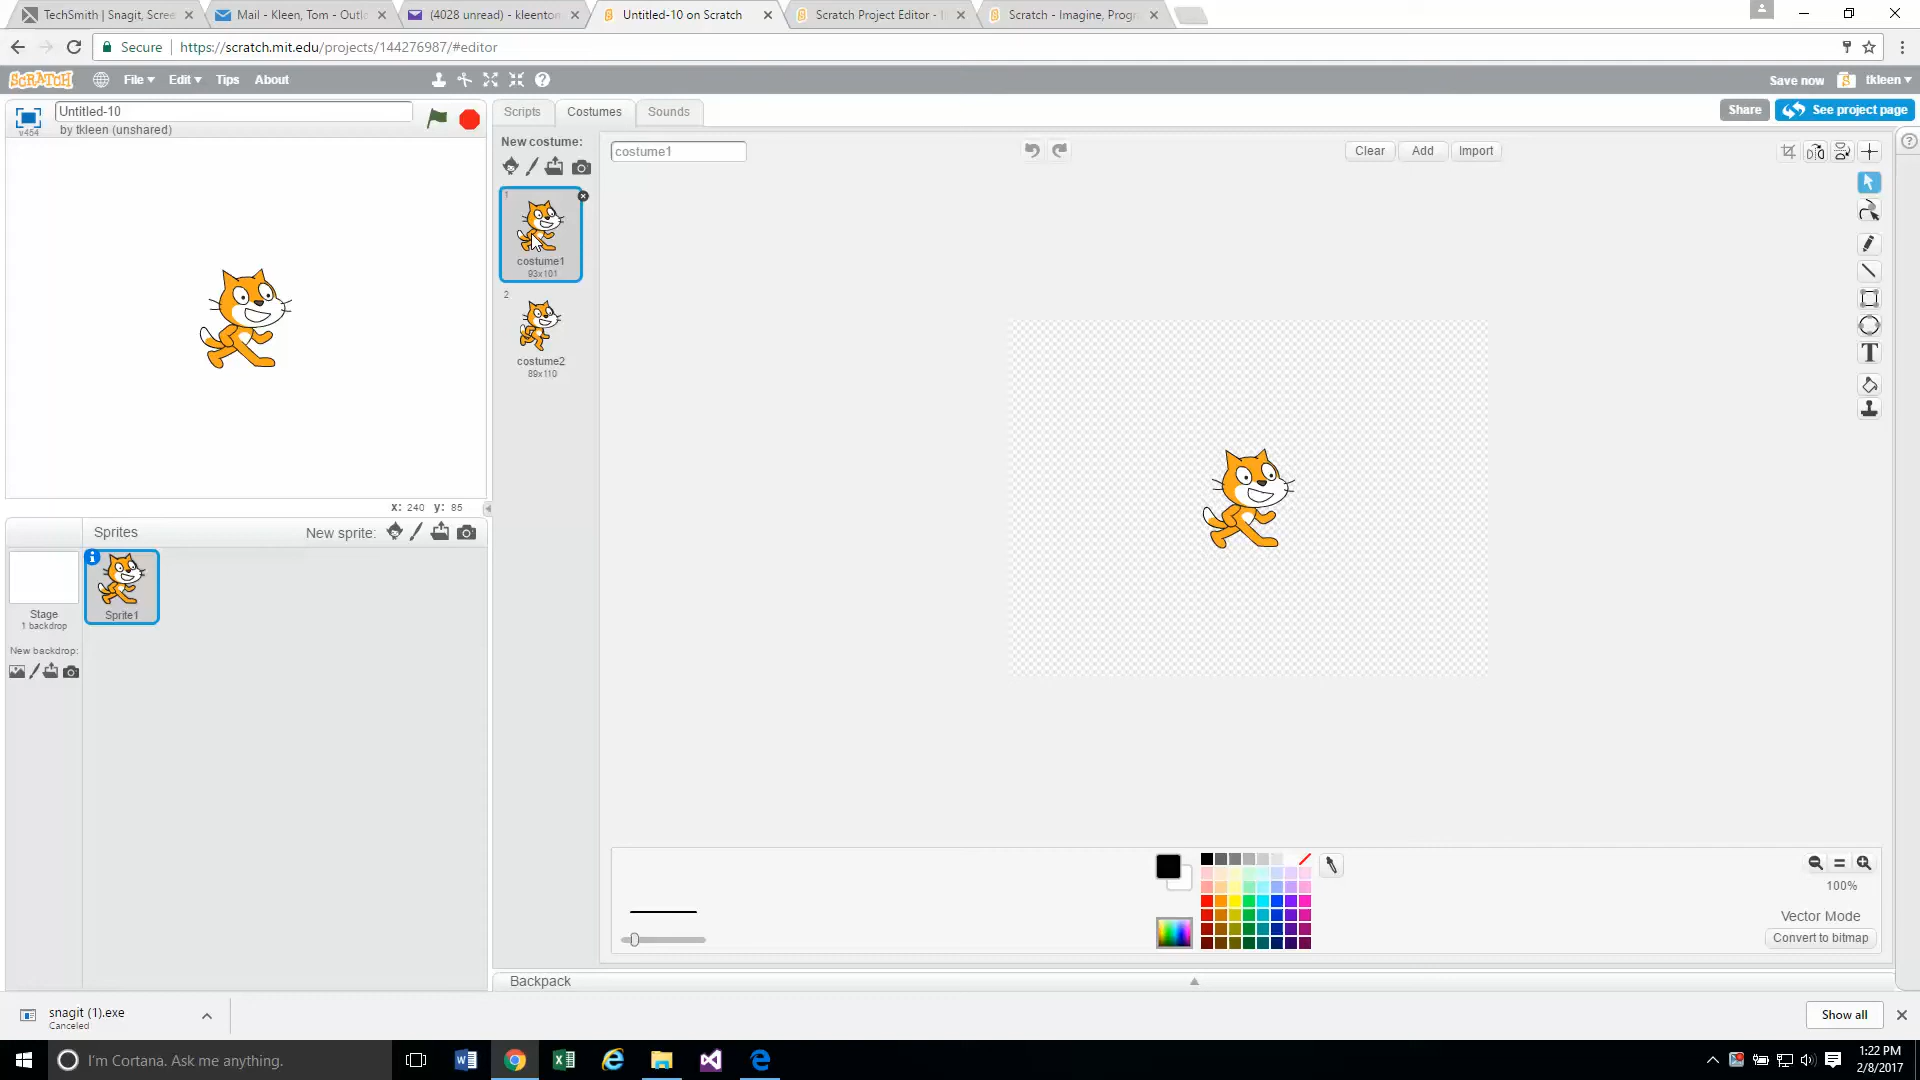 TechSmith | Snagit, Scree
Mail - Kleen, Tom - Outlo
(4028 unread) - kleentom
Untitled-10 on Scratch
Scratch Project Editor - I
Scratch - Imagine, Progr
Secure
https://scratch.mit.edu/projects/144276987/#editor
SCRATCH
File
Edit
Tips
About
Save now
tkleen
Untitled-10
by tkleen (unshared)
v454
Scripts
Costumes
Sounds
Share
See project page
New costume:
costume1
Clear
Add
Import
1
costume1
93x101
2
costume2
89x110
T
x: 240 y: 85
Sprites
New sprite:
Stage
1 backdrop
New backdrop:
Sprite1
100%
Vector Mode
Convert to bitmap
Backpack
snagit (1).exe
Canceled
Show all
I'm Cortana. Ask me anything.
1:22 PM
2/8/2017